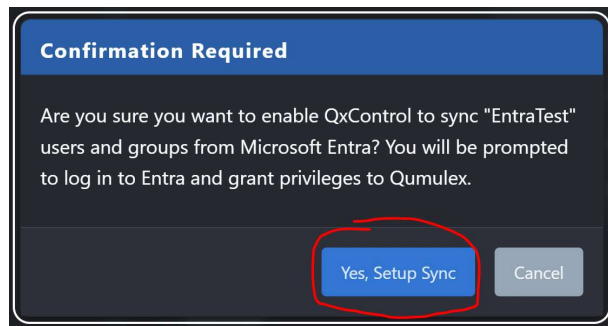 Confirmation Required
Are you sure you want to enable QxControl to sync "EntraTest"
users and groups from Microsoft Entra? You will be prompted
to log in to Entra and grant privileges to Qumulex.
Yes, Setup Sync Cancel